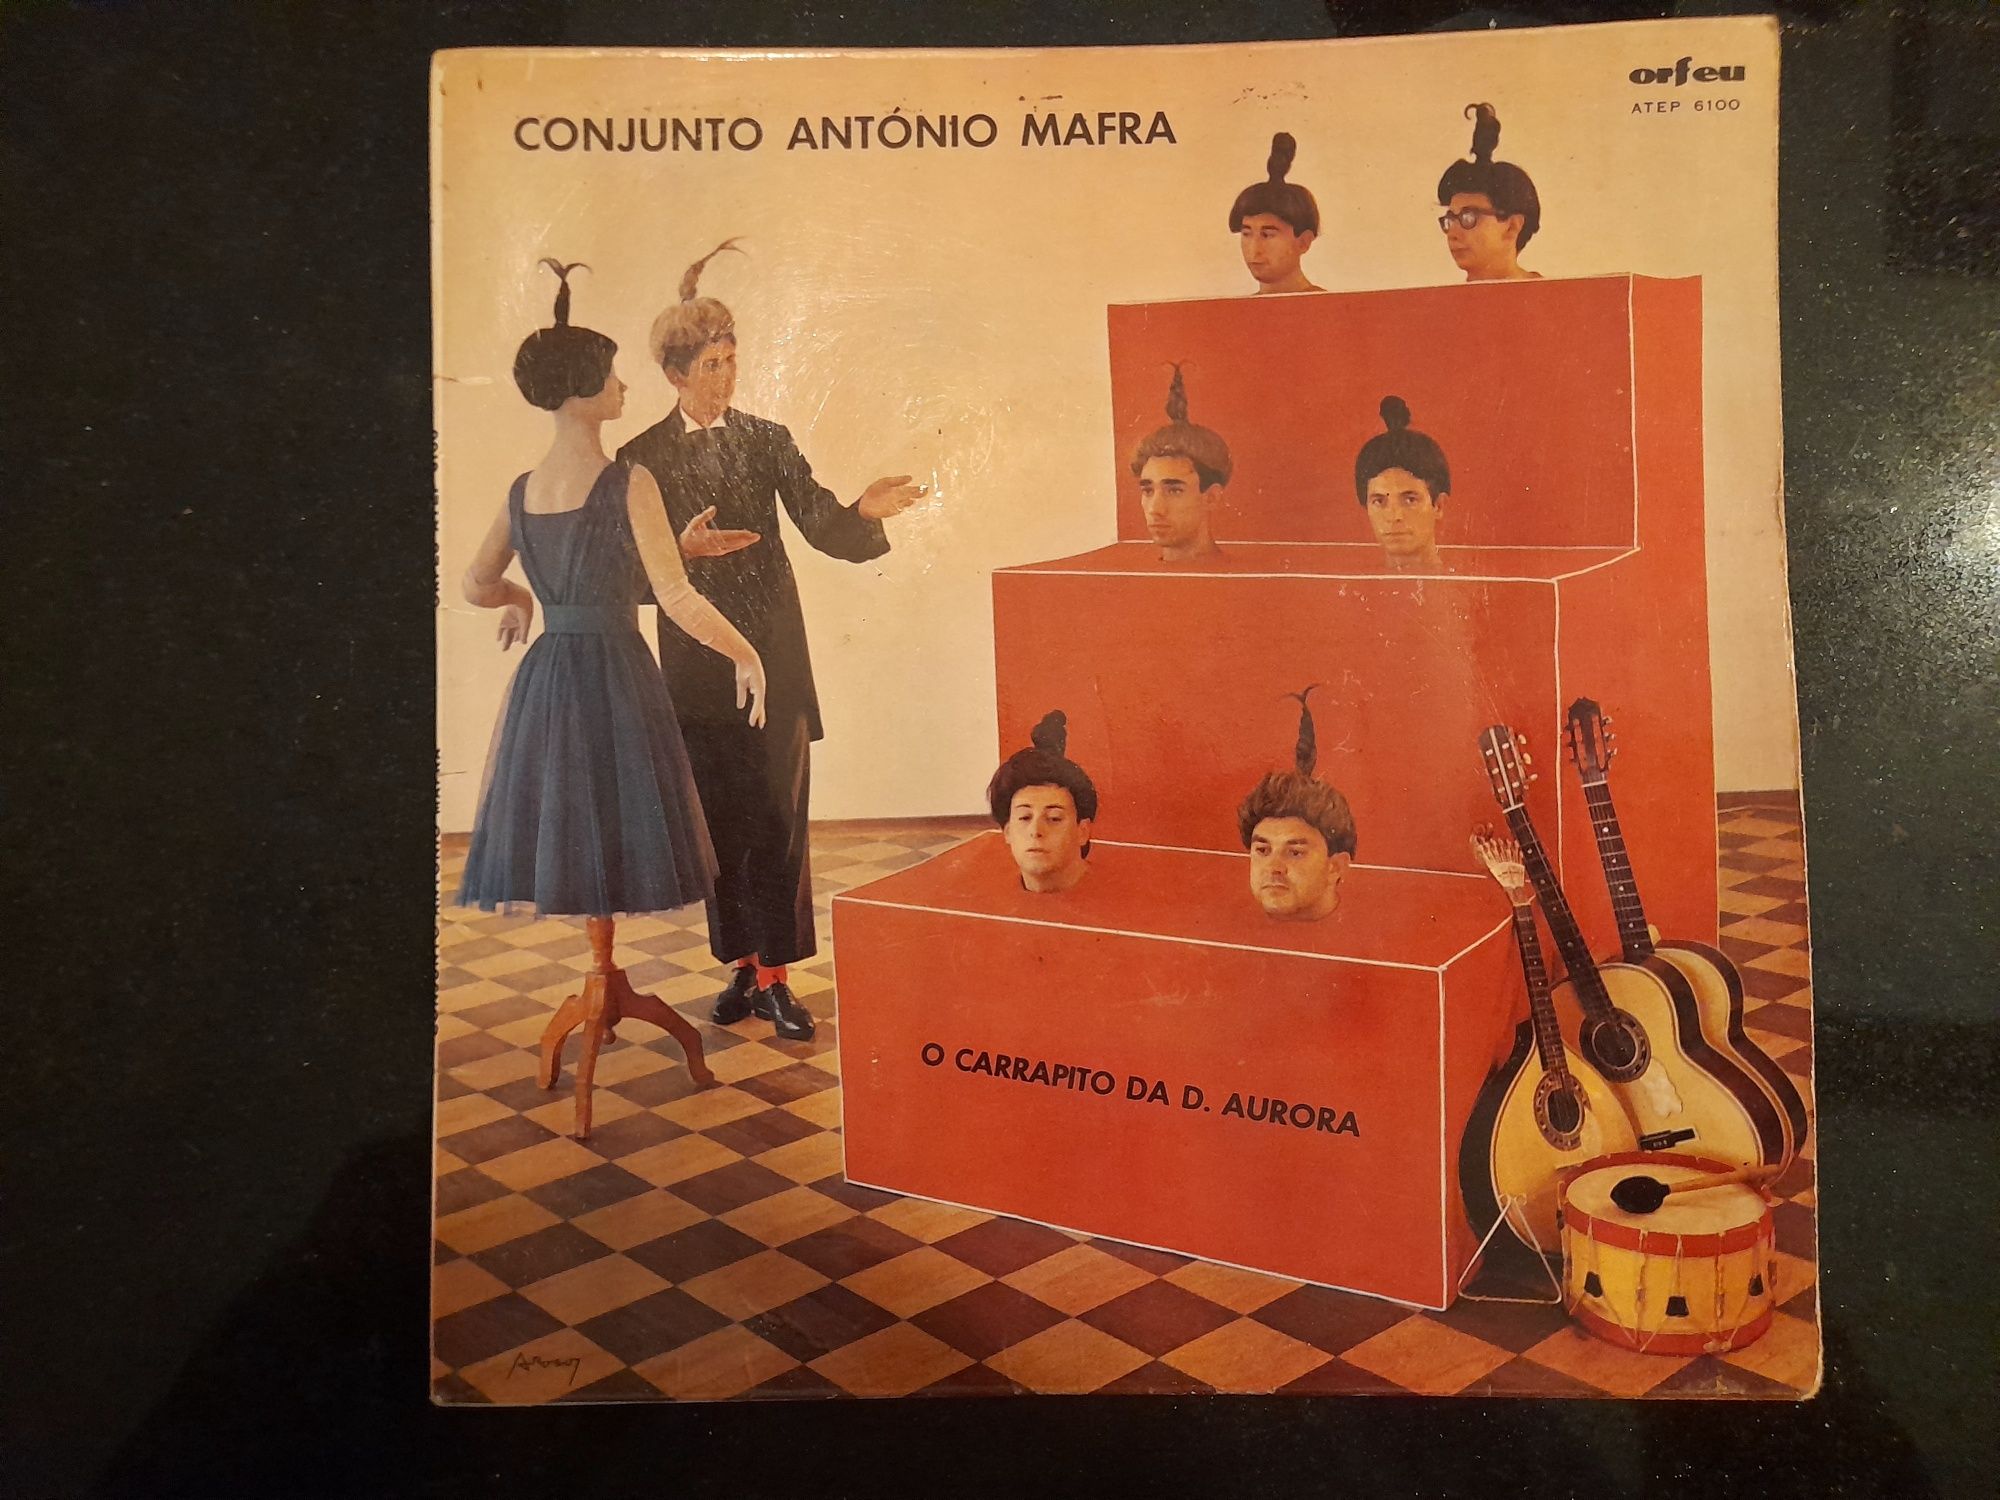 orfeu
ATEP 6100
CONJUNTO ANTÓNIO MAFRA
O CARRAPITO DA D. AURORA